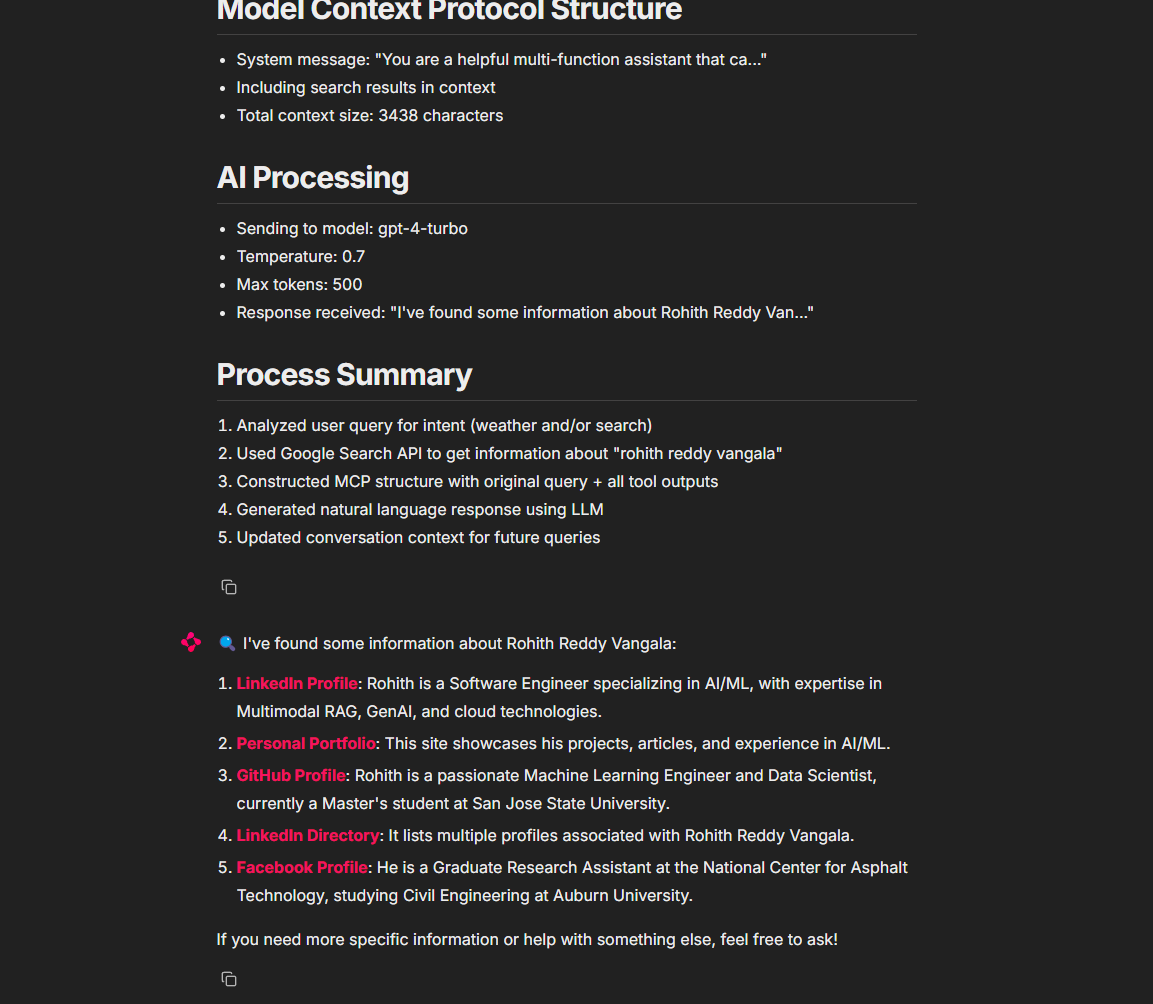 Model Context Protocol Structure
• System message: "You are a helpful multi-function assistant that ca..."
• Including search results in context
• Total context size: 3438 characters
AI Processing
• Sending to model: gpt-4-turbo
• Temperature: 0.7
• Max tokens: 500
• Response received: "I've found some information about Rohith Reddy Van..."
Process Summary
1. Analyzed user query for intent (weather and/or search)
2. Used Google Search API to get information about "rohith reddy vangala"
3. Constructed MCP structure with original query + all tool outputs
4. Generated natural language response using LLM
5. Updated conversation context for future queries
🔍 I've found some information about Rohith Reddy Vangala:
1. LinkedIn Profile: Rohith is a Software Engineer specializing in AI/ML, with expertise in
Multimodal RAG, GenAI, and cloud technologies.
2. Personal Portfolio: This site showcases his projects, articles, and experience in AI/ML.
3. GitHub Profile: Rohith is a passionate Machine Learning Engineer and Data Scientist,
currently a Master's student at San Jose State University.
4. LinkedIn Directory: It lists multiple profiles associated with Rohith Reddy Vangala.
5. Facebook Profile: He is a Graduate Research Assistant at the National Center for Asphalt
Technology, studying Civil Engineering at Auburn University.
If you need more specific information or help with something else, feel free to ask!